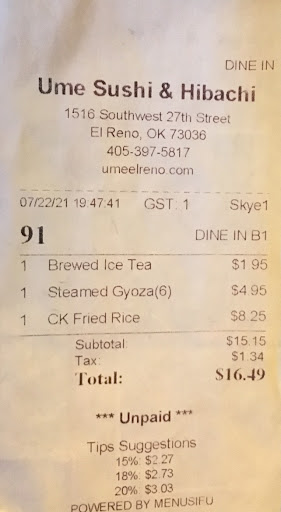 DINE IN
Ume Sushi & Hibachi
1516 Southwest 27th Street
El Reno, OK 73036
405-397-5817
umeelreno.com
07/22/21 19:47:41 GST: 1 Skye1
91 DINE IN B1
1 Brewed Ice Tea $1.95
1 Steamed Gyoza(6) $4.95
1 CK Fried Rice $8.25
Subtotal: $15.15
Tax: $1.34
Total: $16.49
*** Unpaid ***
Tips Suggestions
15%: $2.27
18%: $2.73
20%: $3.03
POWERED BY MENUSIFU